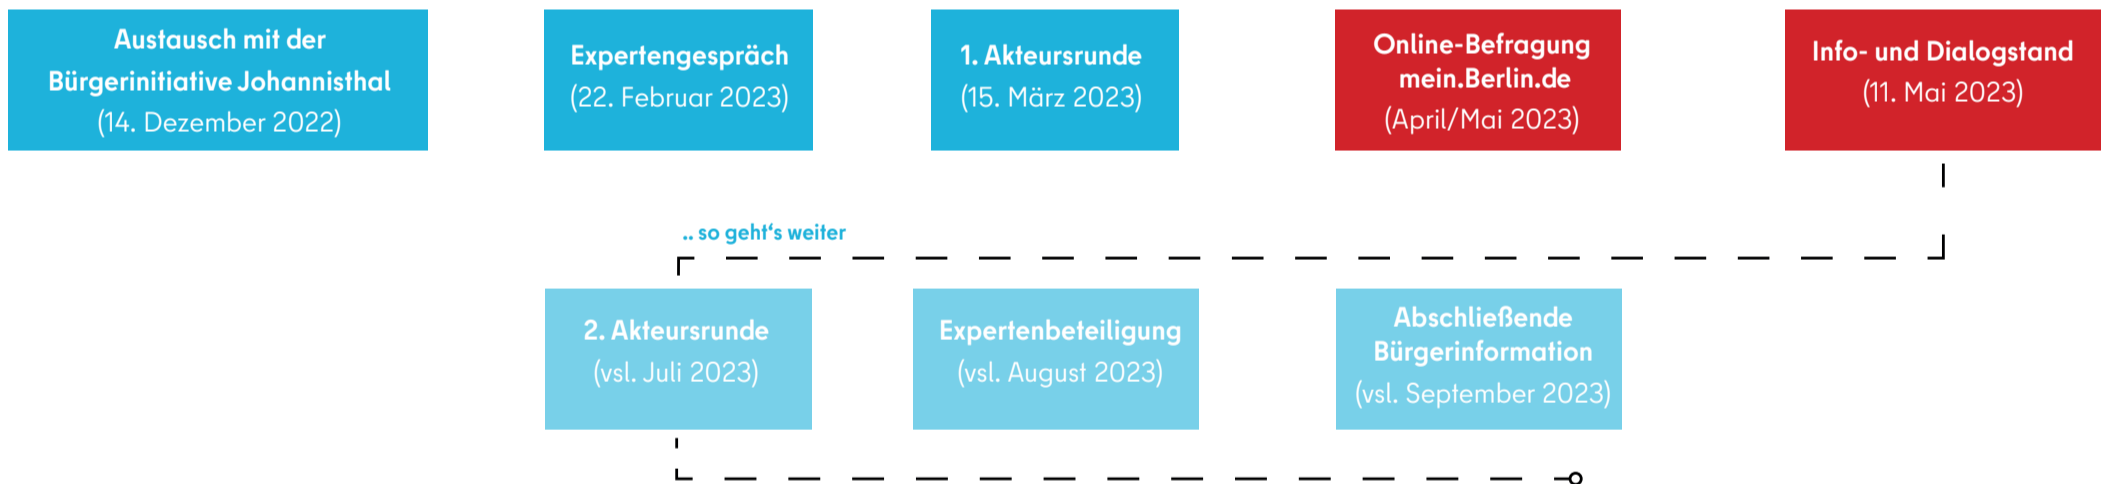 Austausch mit der
Bürgerinitiative Johannisthal
(14. Dezember 2022)
Expertengespräch
(22. Februar 2023)
1. Akteursrunde
(15. März 2023)
Online-Befragung
mein.Berlin.de
(April/Mai 2023)
Info- und Dialogstand
(11. Mai 2023)
.. so geht‘s weiter
2. Akteursrunde
(vsl. Juli 2023)
Expertenbeteiligung
(vsl. August 2023)
Abschließende
Bürgerinformation
(vsl. September 2023)